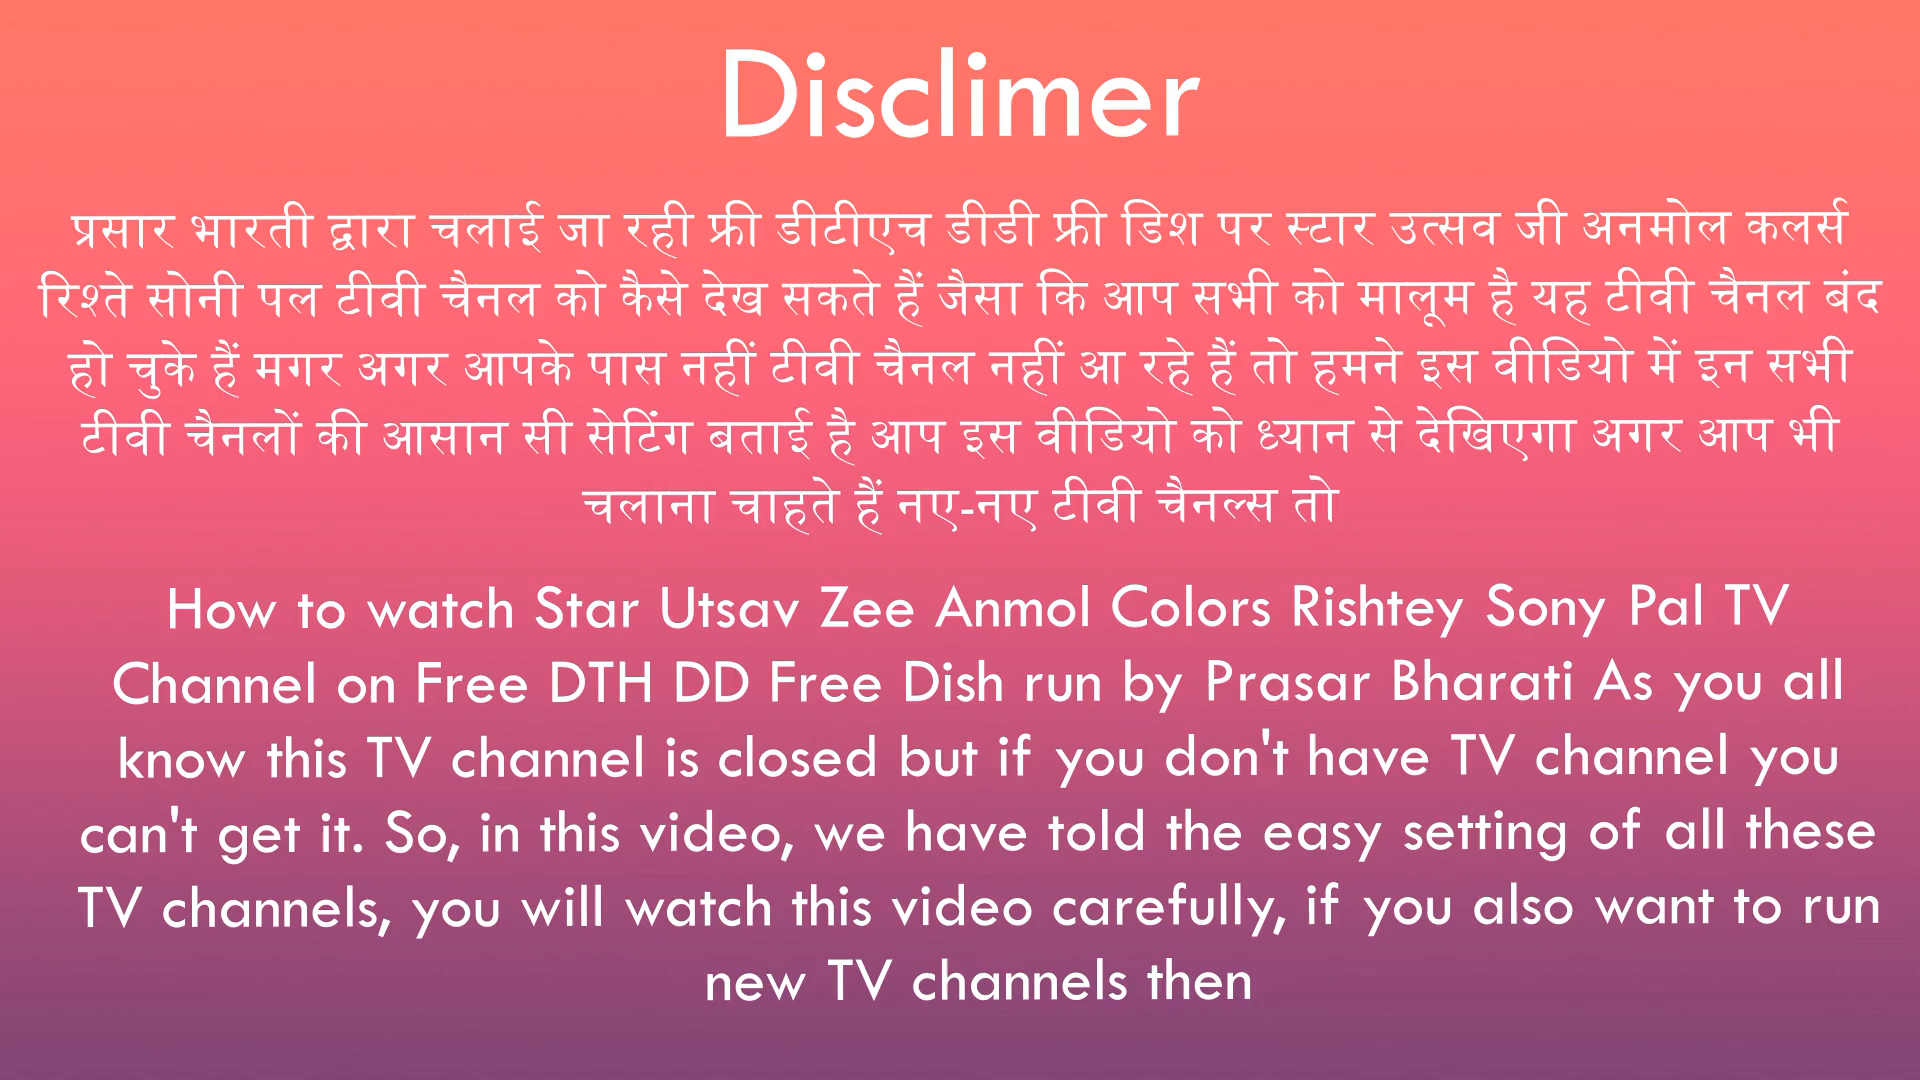 Disclimer
प्रसार भारती द्वारा चलाई जा रही फ्री डीटीएच डीडी फ्री डिश पर स्टार उत्सव जी अनमोल कलर्स
रिश्ते सोनी पल टीवी चैनल को कैसे देख सकते हैं जैसा कि आप सभी को मालूम है यह टीवी चैनल बंद
हो चुके हैं मगर अगर आपके पास नहीं टीवी चैनल नहीं आ रहे हैं तो हमने इस वीडियो में इन सभी
टीवी चैनलों की आसान सी सेटिंग बताई है आप इस वीडियो को ध्यान से देखिएगा अगर आप भी
चलाना चाहते हैं नए-नए टीवी चैनल्स तो
How to watch Star Utsav Zee Anmol Colors Rishtey Sony Pal TV
Channel on Free DTH DD Free Dish run by Prasar Bharati As you all
know this TV channel is closed but if you don't have TV channel you
can't get it. So, in this video, we have told the easy setting of all these
TV channels, you will watch this video carefully, if you also want to run
new TV channels then